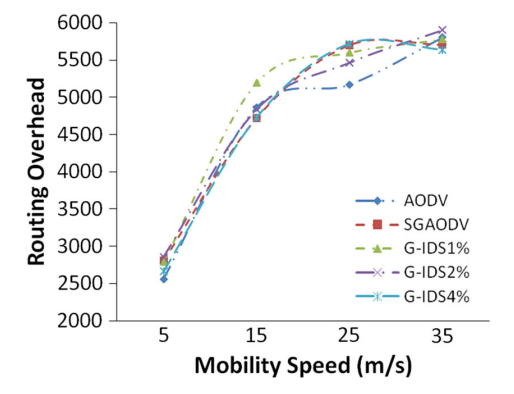 6000
5500
5000
4500
4000
3500
3000
2500
2000
Routing Overhead
AODV
SGAODV
G-IDS1%
G-IDS2%
G-IDS4%
5 15 25 35
Mobility Speed (m/s)